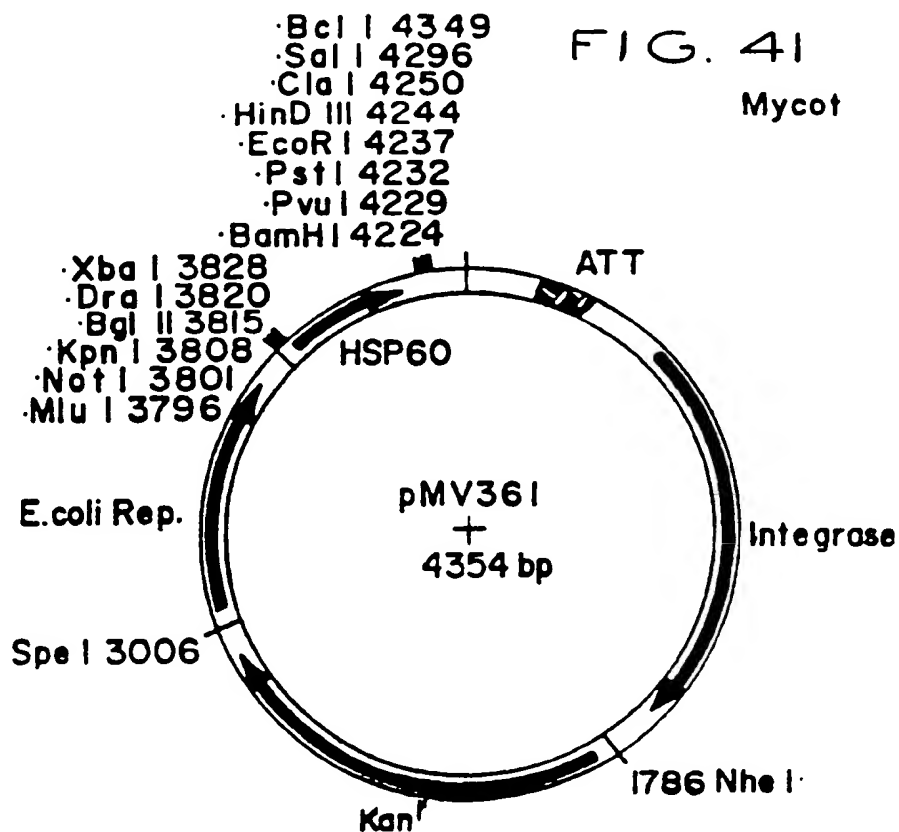 ·Bcl I 4349
·Sal I 4296
·Cla I 4250
·HinD III 4244
·EcoR I 4237
·Pst I 4232
·Pvu I 4229
·BamH I 4224
FIG. 41
Mycot
·Xba I 3828
·Dra I 3820
·Bgl II 3815
·Kpn I 3808
·Not I 3801
·Mlu I 3796
ATT
HSP60
E.coli Rep.
pMV361
4354 bp
Integrase
Spe I 3006
1786 Nhe I·
Kanʳ